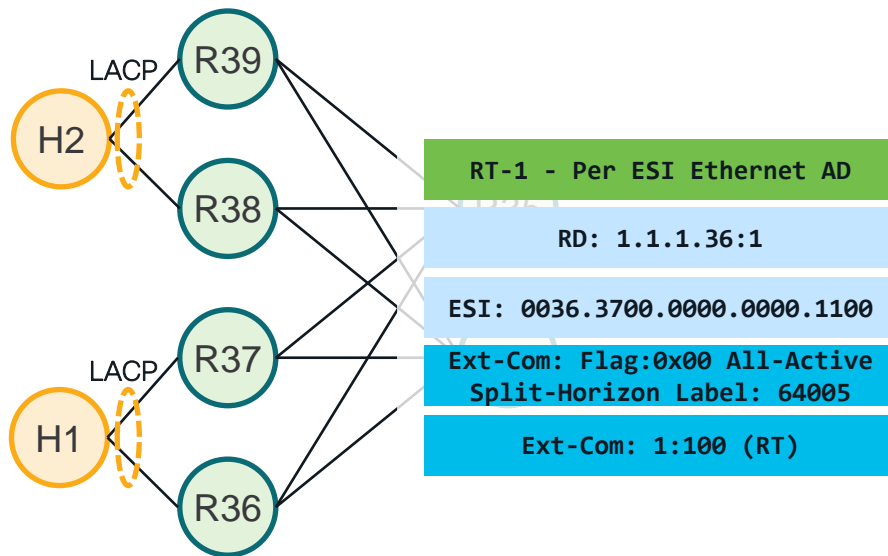 R39
LACP
H2
R38
RT-1 - Per ESI Ethernet AD
RD: 1.1.1.36:1
ESI: 0036.3700.0000.0000.1100
Ext-Com: Flag:0x00 All-Active
Split-Horizon Label: 64005
Ext-Com: 1:100 (RT)
R37
LACP
H1
R36